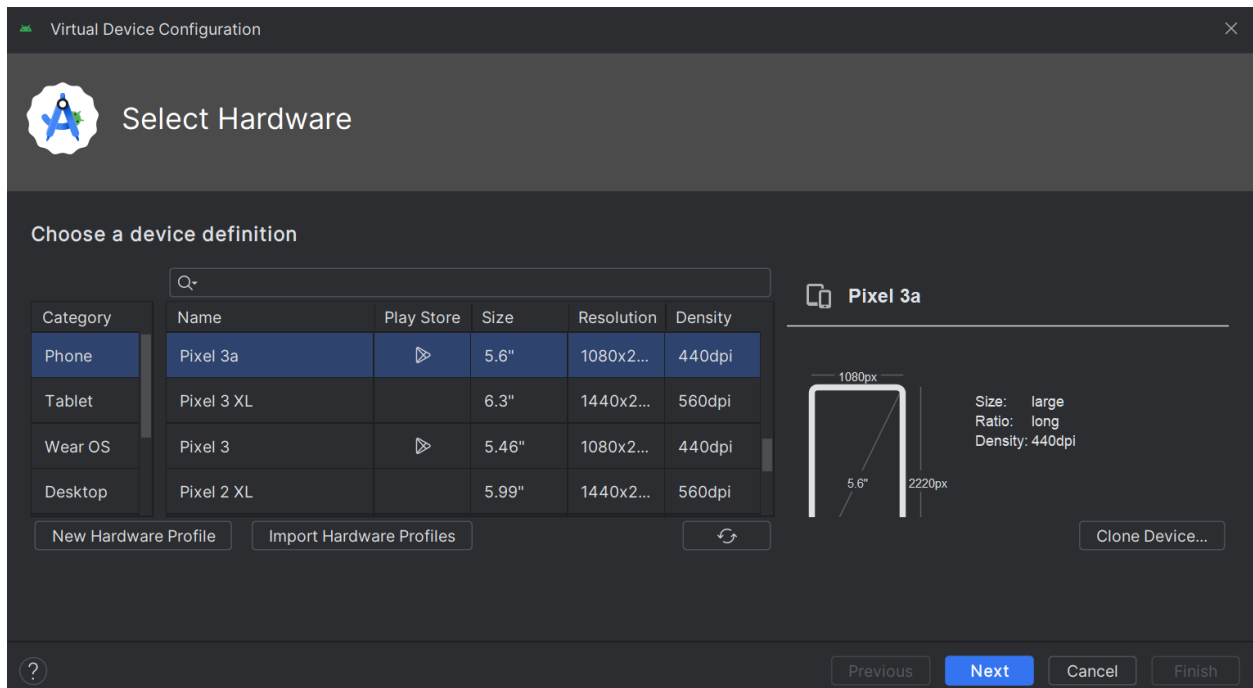 Virtual Device Configuration
Select Hardware
Choose a device definition
Category
Phone
Tablet
Wear OS
Desktop
Name Play Store Size Resolution Density
Pixel 3a 5.6" 1080x2... 440dpi
Pixel 3 XL 6.3" 1440x2... 560dpi
Pixel 3 5.46" 1080x2... 440dpi
Pixel 2 XL 5.99" 1440x2... 560dpi
New Hardware Profile Import Hardware Profiles
Pixel 3a
1080px
5.6"
2220px
Size: large
Ratio: long
Density: 440dpi
Clone Device...
?
Previous Next Cancel Finish